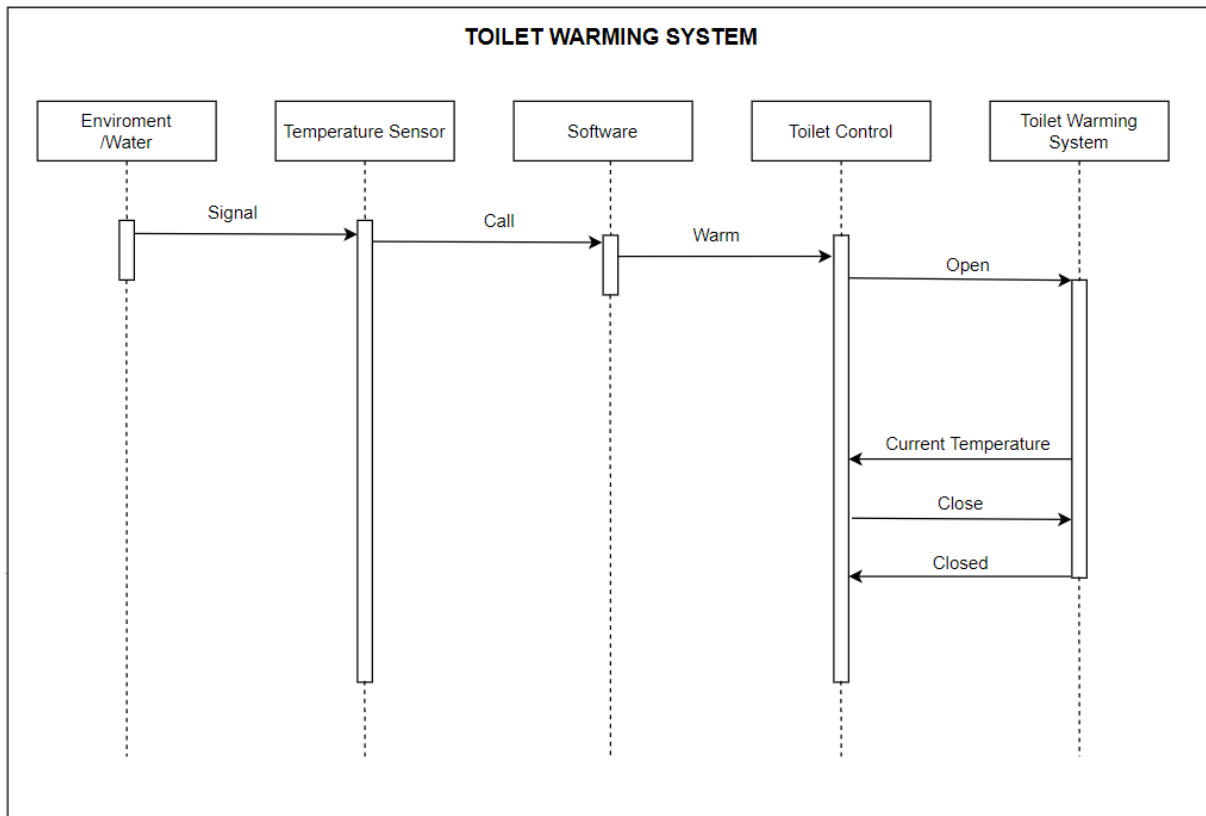 TOILET WARMING SYSTEM
Enviroment
/Water
Temperature Sensor
Software
Toilet Control
Toilet Warming
System
Signal
Call
Warm
Open
Current Temperature
Close
Closed